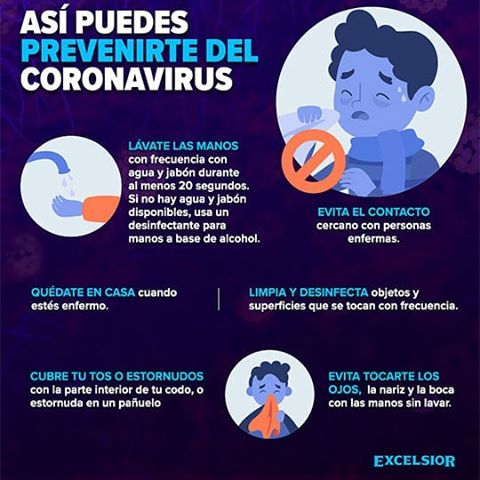 ASÍ PUEDES
PREVENIRTE DEL
CORONAVIRUS
LÁVATE LAS MANOS
con frecuencia con
agua y jabón durante
al menos 20 segundos.
Si no hay agua y jabón
disponibles, usa un
desinfectante para
manos a base de alcohol.
EVITA EL CONTACTO
cercano con personas
enfermas.
QUÉDATE EN CASA cuando
estés enfermo.
LIMPIA Y DESINFECTA objetos y
superficies que se tocan con frecuencia.
CUBRE TU TOS O ESTORNUDOS
con la parte interior de tu codo, o
estornuda en un pañuelo
EVITA TOCARTE LOS
OJOS, la nariz y la boca
con las manos sin lavar.
EXCELSIOR